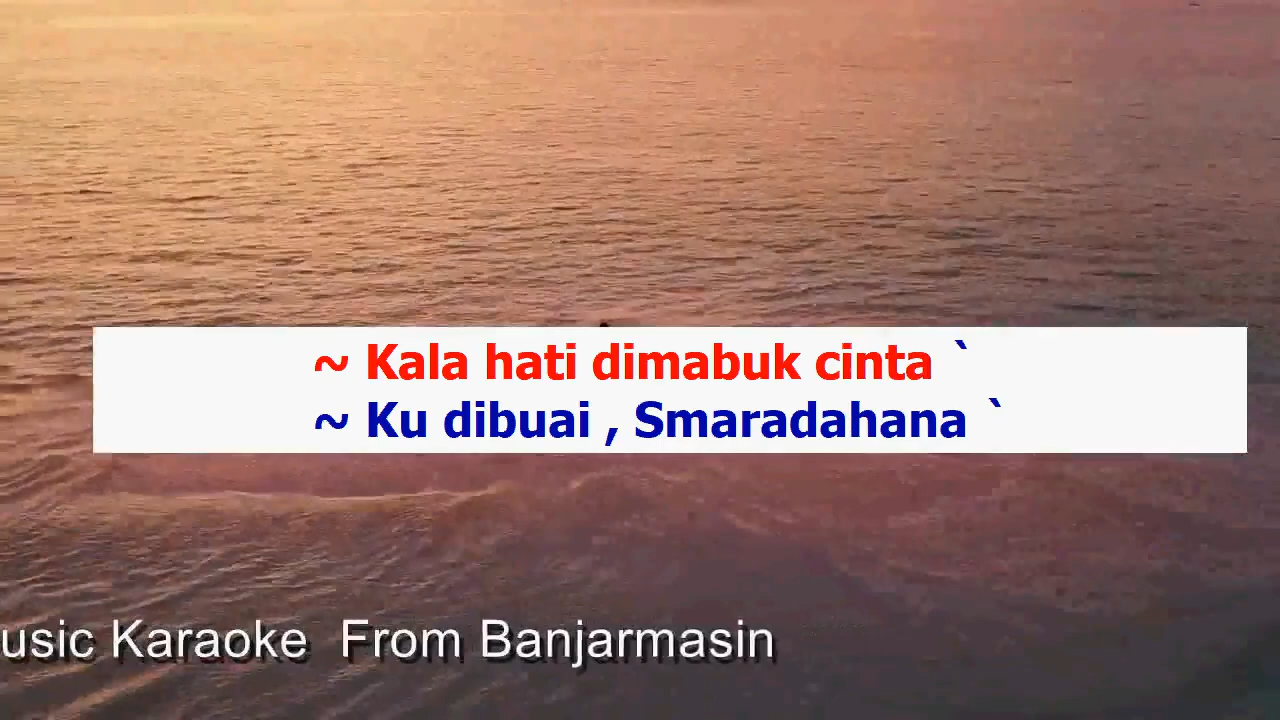 ~ Kala hati dimabuk cinta `
~ Ku dibuai , Smaradahana `
usic Karaoke From Banjarmasin